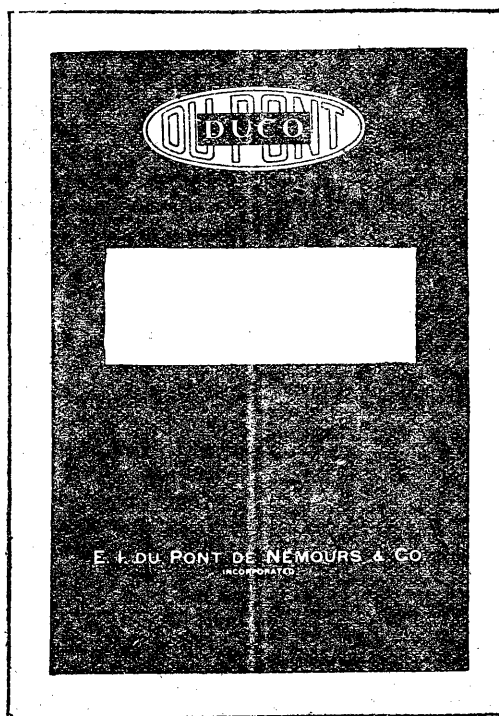 DU PONT
DUCO
E. I. DU PONT DE NEMOURS & CO.
INCORPORATED